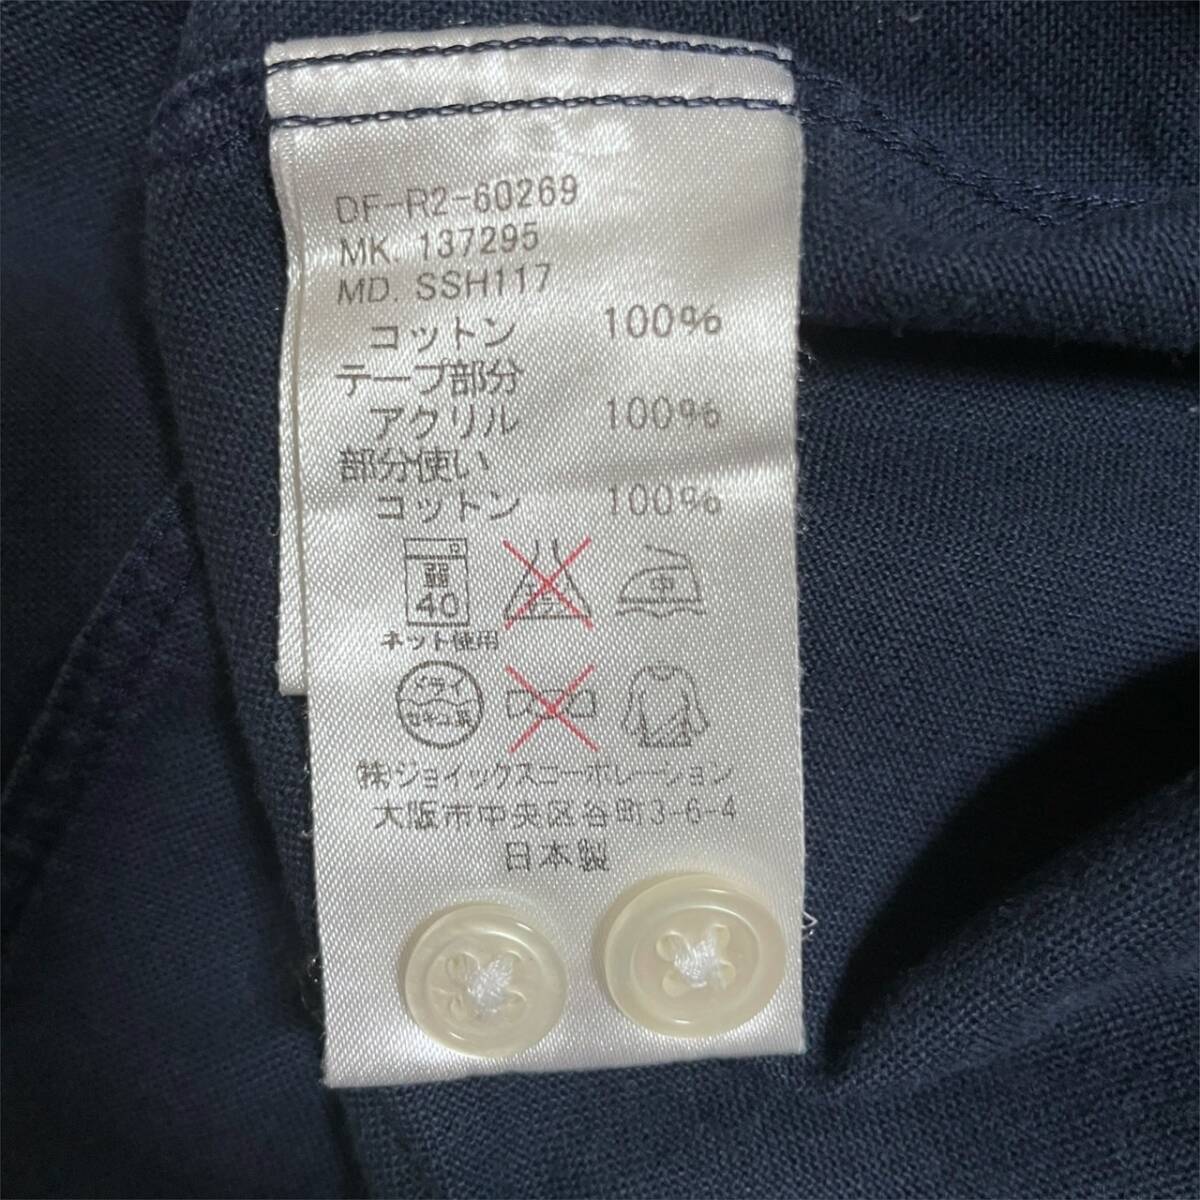 DF-R2-60269
MK. 137295
MD. SSH117
コットン 100%
テープ部分
アクリル 100%
部分使い
コットン 100%
弱
40
中
ネット使用
ドライ
㈱ジョイックスコーポレーション
大阪市中央区谷町3-6-4
日本製